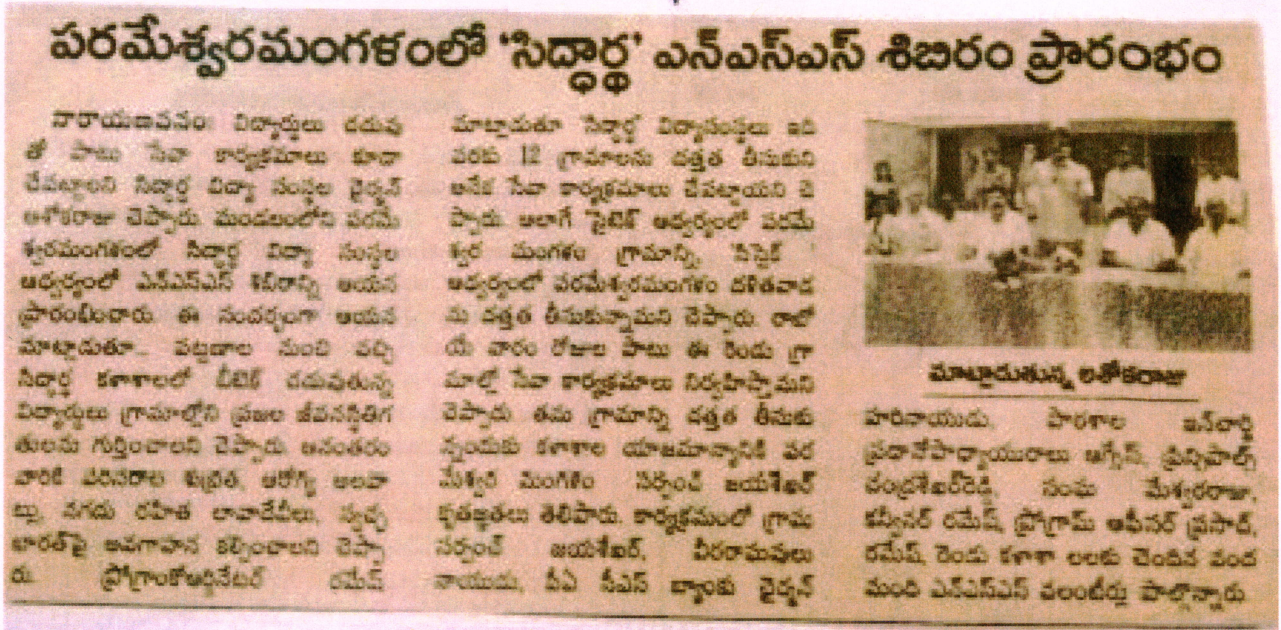 పరమేశ్వరమంగళంలో 'సిద్ధార్థ' ఎన్ఎస్ఎస్ శిబిరం ప్రారంభం
నారాయణవనం: విద్యార్థులు చదువు
తో పాటు సేవా కార్యక్రమాలు కూడా
చేపట్టాలని సిద్ధార్థ విద్యా సంస్థల చైర్మన్
అశోకరాజు చెప్పారు. మండలంలోని పరమే
శ్వరమంగళంలో సిద్ధార్థ విద్యా సంస్థల
ఆధ్వర్యంలో ఎన్ఎస్ఎస్ శిబిరాన్ని ఆయన
ప్రారంభించారు. ఈ సందర్భంగా ఆయన
మాట్లాడుతూ... పట్టణాల నుంచి వచ్చి
సిద్ధార్థ కళాశాలలో బీటెక్ చదువుతున్న
విద్యార్థులు గ్రామాల్లోని ప్రజల జీవనస్థితిగ
తులను గుర్తించాలని చెప్పారు. అనంతరం
వారికి పరిసరాల శుభ్రత, ఆరోగ్య అలవా
ట్లు, నగదు రహిత లావాదేవీలు, స్వచ్ఛ
భారత్‌పై అవగాహన కల్పించాలని చెప్పా
రు. ప్రోగ్రాంకోఆర్డినేటర్ రమేష్
మాట్లాడుతూ 'సిద్ధార్థ' విద్యాసంస్థలు ఇప్ప
వరకు 12 గ్రామాలను దత్తత తీసుకుని
అనేక సేవా కార్యక్రమాలు చేపట్టాయని చె
ప్పారు. అలాగే ఆధ్వర్యంలో పరమే
శ్వర మంగళం గ్రామాన్ని,
ఆధ్వర్యంలో పరమేశ్వరమంగళం దళితవాడ
ను దత్తత తీసుకున్నామని చెప్పారు. రాబో
యే వారం రోజుల పాటు ఈ రెండు గ్రా
మాల్లో సేవా కార్యక్రమాలు నిర్వహిస్తామని
చెప్పారు. తమ గ్రామాన్ని దత్తత తీసుకు
న్నందుకు కళాశాల యాజమాన్యానికి పర
మేశ్వర మంగళం సర్పంచ్ జయశేఖర్
కృతజ్ఞతలు తెలిపారు. కార్యక్రమంలో గ్రామ
సర్పంచ్ జయశేఖర్, వీరరాఘవులు
నాయుడు, పీఏ సీఎస్ బ్యాంకు చైర్మన్
మాట్లాడుతున్న అశోకరాజు
హరినాయుడు, పాఠశాల ఇన్‌చార్జి
ప్రధానోపాధ్యాయురాలు ఆగ్నేస్, ప్రిన్సిపాల్స్
చంద్రశేఖర్‌రెడ్డి, సంఘ మేశ్వరరాజు,
కన్వీనర్ రమేష్, ప్రోగ్రామ్ ఆఫీసర్ ప్రసాద్,
రమేష్, రెండు కళాశా లలకు చెందిన వంద
మంది ఎన్ఎస్ఎస్ వలంటీర్లు పాల్గొన్నారు.